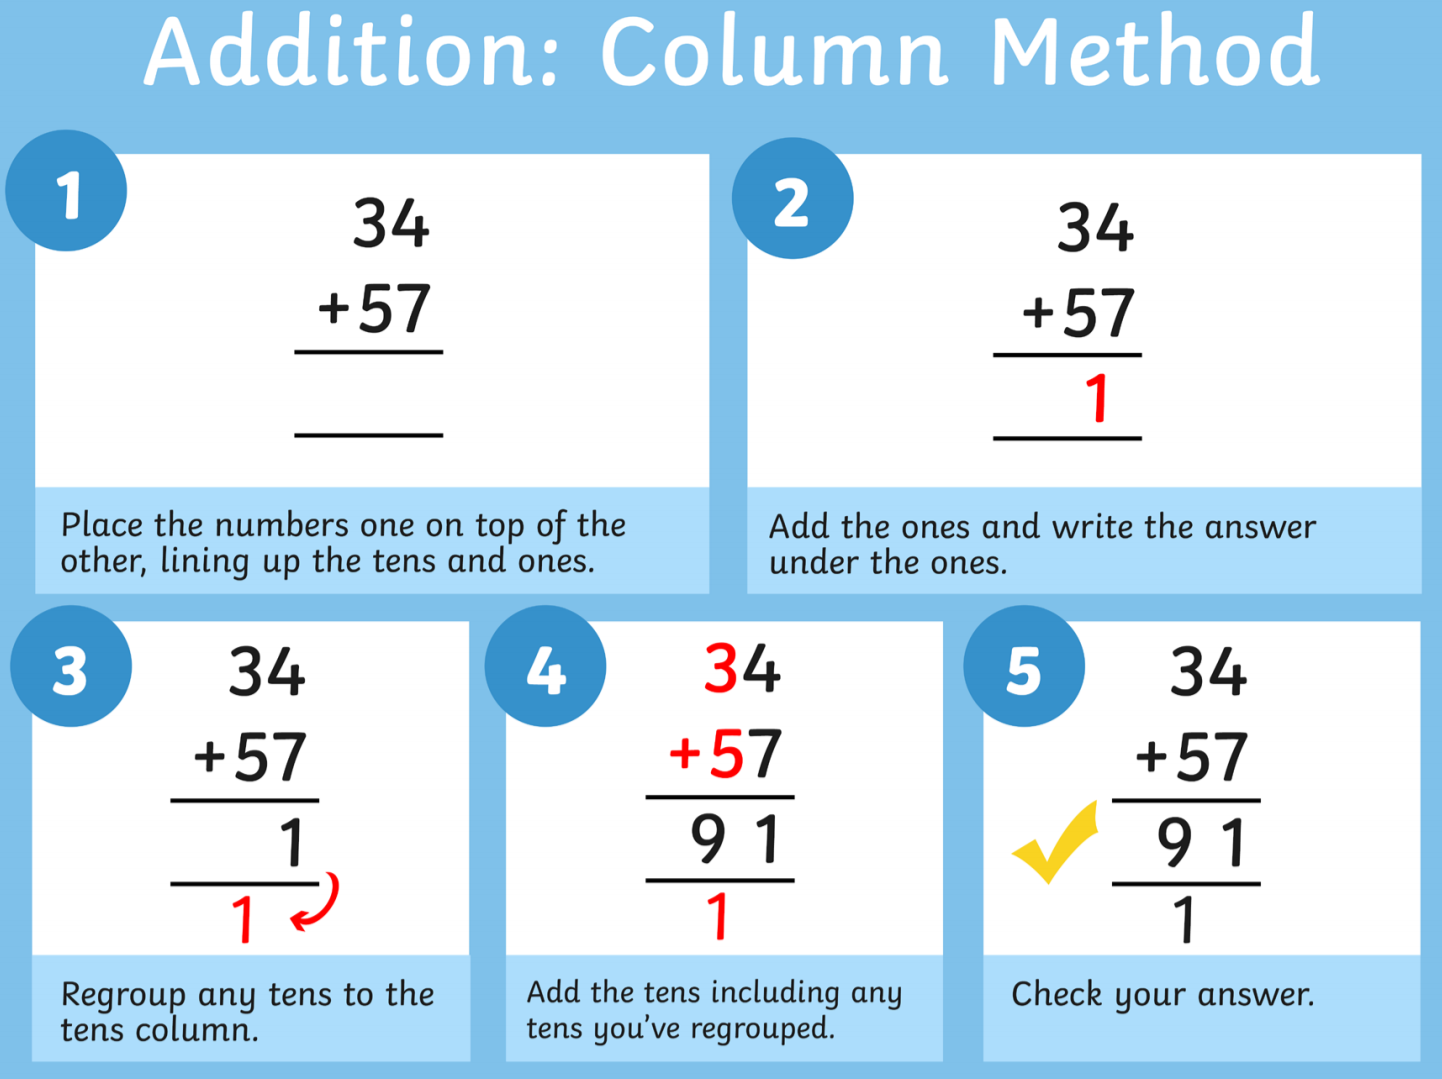 Addition: Column Method
1
34
+57
Place the numbers one on top of the
other, lining up the tens and ones.
2
34
+57
1
Add the ones and write the answer
under the ones.
3
34
+57
1
1
Regroup any tens to the
tens column.
4
34
+57
9 1
1
Add the tens including any
tens you've regrouped.
5
34
+57
9 1
1
Check your answer.